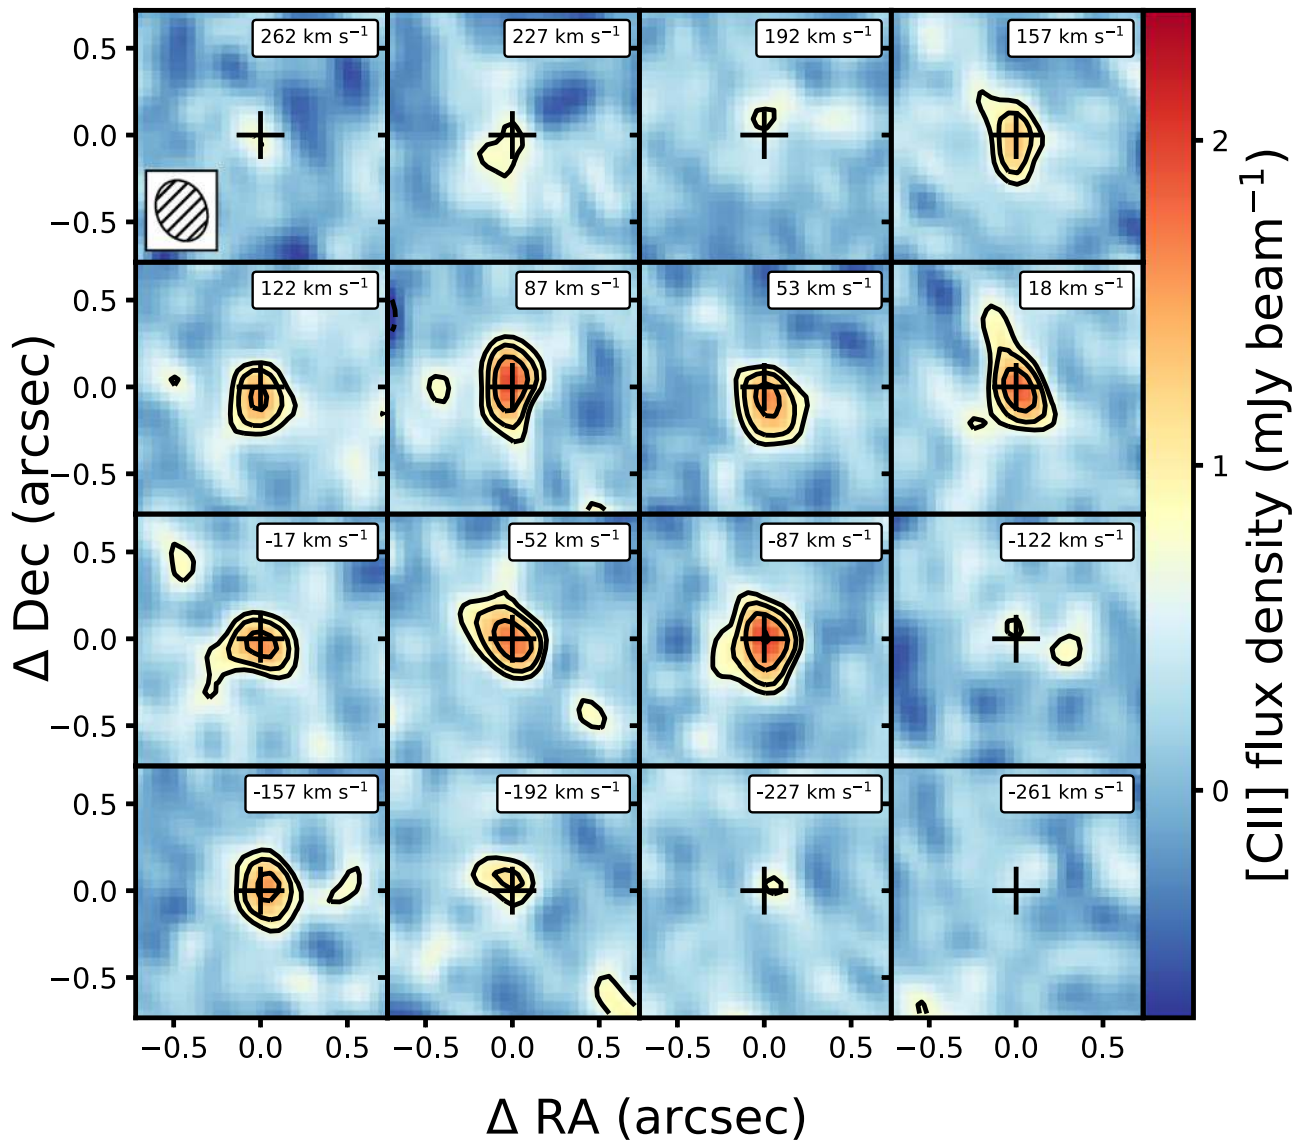 262 km s⁻¹ 227 km s⁻¹ 192 km s⁻¹ 157 km s⁻¹
0.5
0.0
−0.5
122 km s⁻¹ 87 km s⁻¹ 53 km s⁻¹ 18 km s⁻¹
0.5
0.0
−0.5
-17 km s⁻¹ -52 km s⁻¹ -87 km s⁻¹ -122 km s⁻¹
0.5
0.0
−0.5
-157 km s⁻¹ -192 km s⁻¹ -227 km s⁻¹ -261 km s⁻¹
0.5
0.0
−0.5
−0.5 0.0 0.5 −0.5 0.0 0.5 −0.5 0.0 0.5 −0.5 0.0 0.5
Δ RA (arcsec)
Δ Dec (arcsec)
2
1
0
[CII] flux density (mJy beam⁻¹)